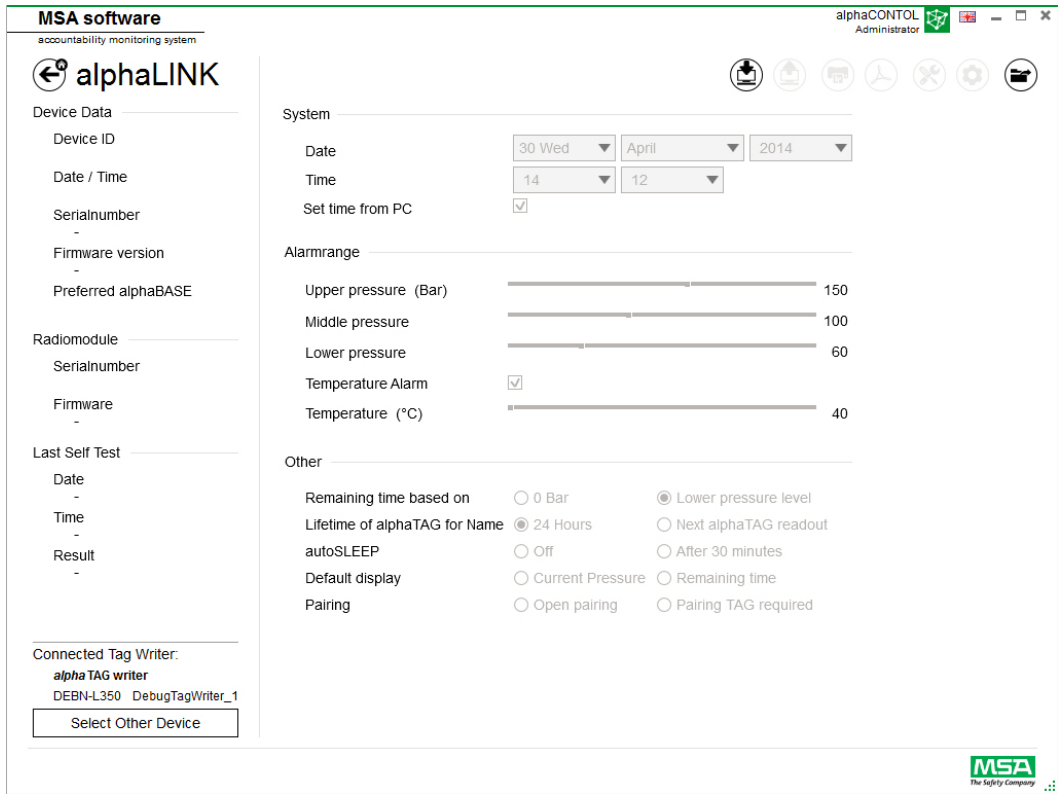 MSA software
accountability monitoring system
alphaCONTOL
Administrator
alphaLINK
Device Data
Device ID
Date / Time
Serialnumber
-
Firmware version
-
Preferred alphaBASE
Radiomodule
Serialnumber
Firmware
-
Last Self Test
Date
-
Time
-
Result
-
Connected Tag Writer:
alpha TAG writer
DEBN-L350 DebugTagWriter_1
Select Other Device
System
Date 30 Wed April 2014
Time 14 12
Set time from PC
Alarmrange
Upper pressure (Bar) 150
Middle pressure 100
Lower pressure 60
Temperature Alarm
Temperature (°C) 40
Other
Remaining time based on 0 Bar Lower pressure level
Lifetime of alphaTAG for Name 24 Hours Next alphaTAG readout
autoSLEEP Off After 30 minutes
Default display Current Pressure Remaining time
Pairing Open pairing Pairing TAG required
MSA
The Safety Company